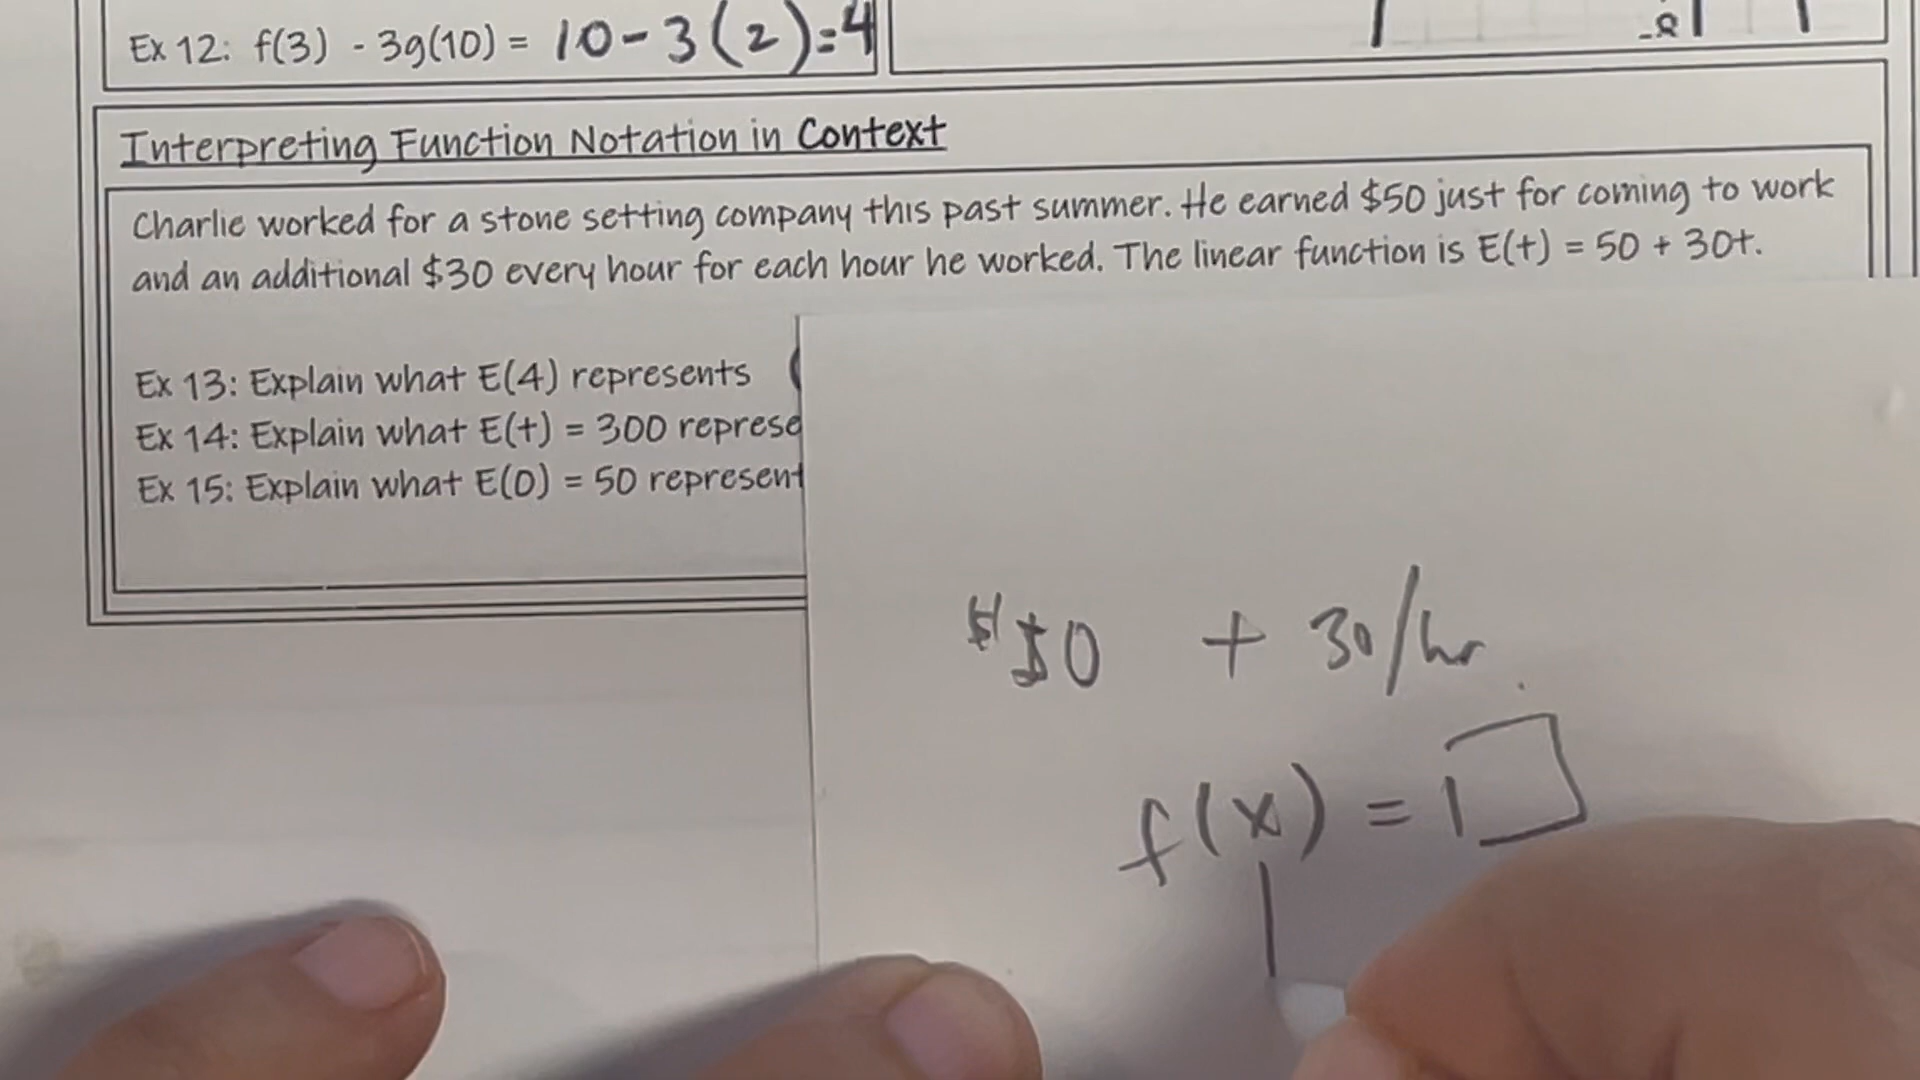 Ex 12: f(3) - 3g(10) = 10-3(2)=4
-8
Interpreting Function Notation in Context
Charlie worked for a stone setting company this past summer. He earned $50 just for coming to work
and an additional $30 every hour for each hour he worked. The linear function is E(t) = 50 + 30t.
Ex 13: Explain what E(4) represents (
Ex 14: Explain what E(t) = 300 represe
Ex 15: Explain what E(0) = 50 represent
$50 + 30/hr
f(x) =